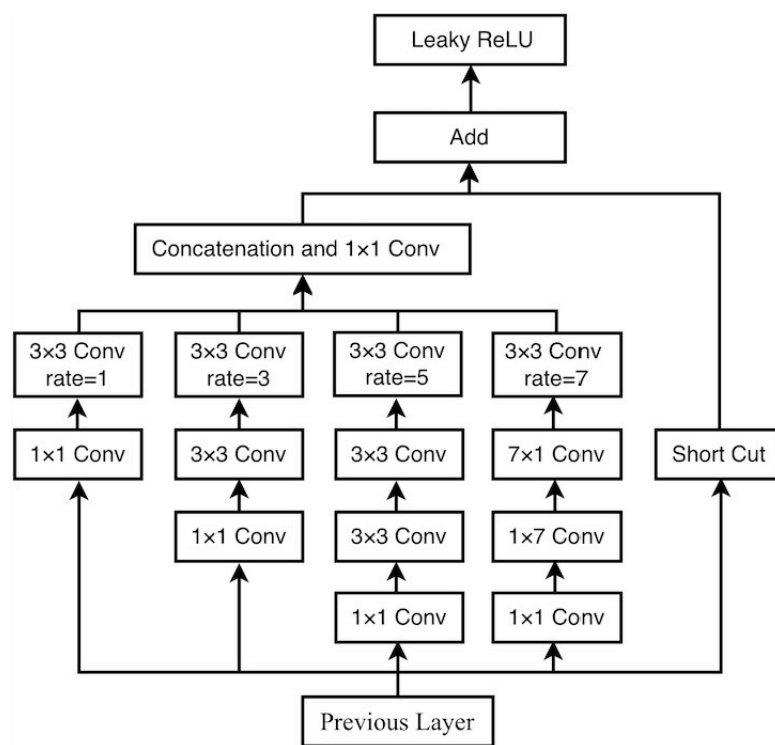 Leaky ReLU
Add
Concatenation and 1×1 Conv
3×3 Conv
rate=1
3×3 Conv
rate=3
3×3 Conv
rate=5
3×3 Conv
rate=7
1×1 Conv
3×3 Conv
3×3 Conv
7×1 Conv
Short Cut
1×1 Conv
3×3 Conv
1×7 Conv
1×1 Conv
1×1 Conv
Previous Layer